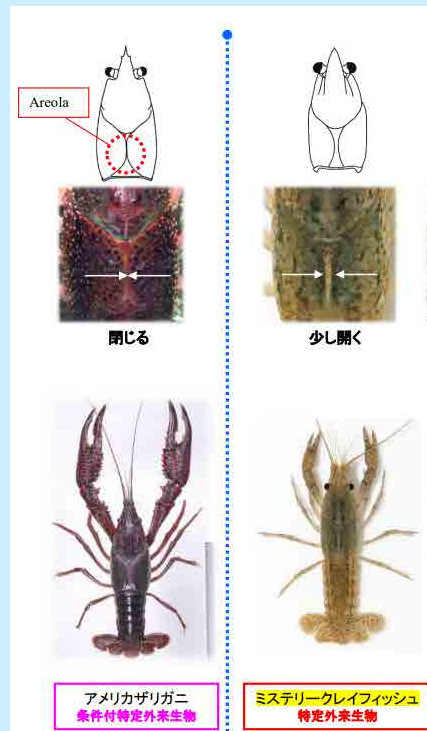 Areola
閉じる
少し開く
アメリカザリガニ
条件付特定外来生物
ミステリークレイフィッシュ
特定外来生物